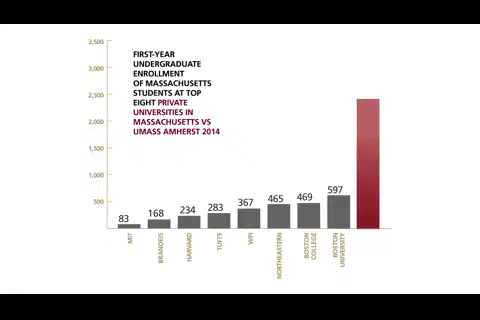 3,500
3,000
2,500
2,000
1,500
1,000
500
FIRST-YEAR
UNDERGRADUATE
ENROLLMENT
OF MASSACHUSETTS
STUDENTS AT TOP
EIGHT PRIVATE
UNIVERSITIES IN
MASSACHUSETTS VS
UMASS AMHERST 2014
83
168
234
283
367
465
469
597
MIT
BRANDEIS
HARVARD
TUFTS
WPI
NORTHEASTERN
BOSTON
COLLEGE
BOSTON
UNIVERSITY